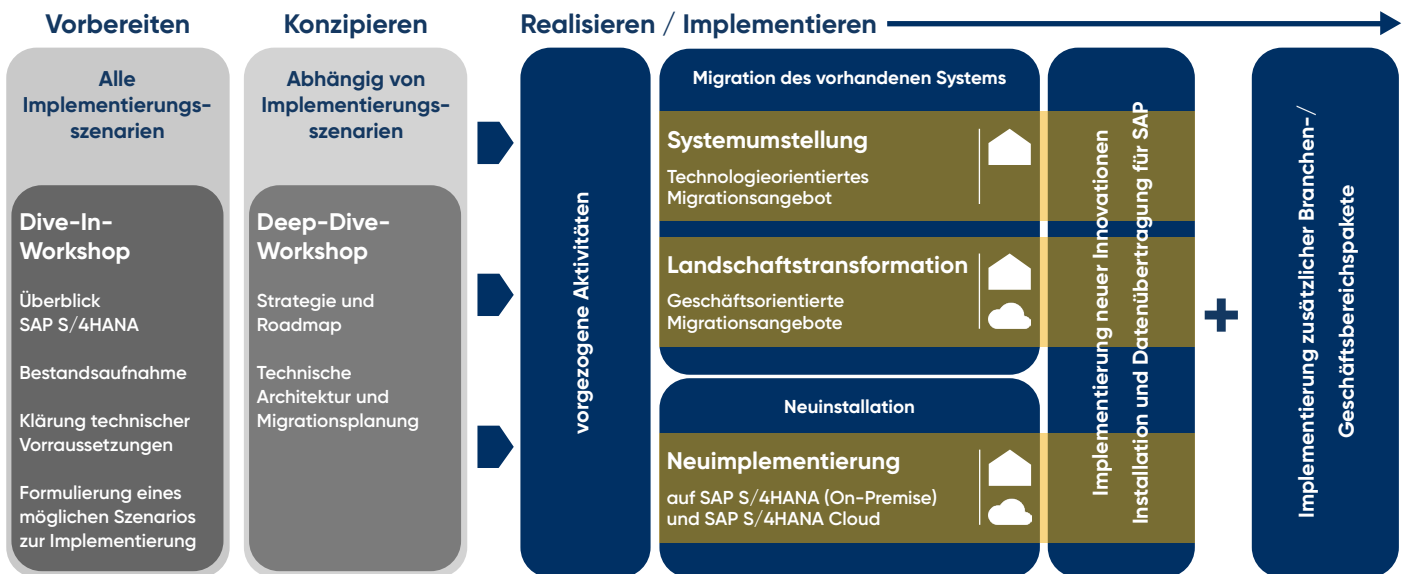 Vorbereiten
Alle
Implementierungs-
szenarien
Dive-In-
Workshop
Überblick
SAP S/4HANA
Bestandsaufnahme
Klärung technischer
Vorraussetzungen
Formulierung eines
möglichen Szenarios
zur Implementierung
Konzipieren
Abhängig von
Implementierungs-
szenarien
Deep-Dive-
Workshop
Strategie und
Roadmap
Technische
Architektur und
Migrationsplanung
Realisieren / Implementieren
vorgezogene Aktivitäten
Migration des vorhandenen Systems
Systemumstellung
Technologieorientiertes
Migrationsangebot
Landschaftstransformation
Geschäftsorientierte
Migrationsangebote
Neuinstallation
Neuimplementierung
auf SAP S/4HANA (On-Premise)
und SAP S/4HANA Cloud
Implementierung neuer Innovationen
Installation und Datenübertragung für SAP
+
Implementierung zusätzlicher Branchen-/
Geschäftsbereichspakete